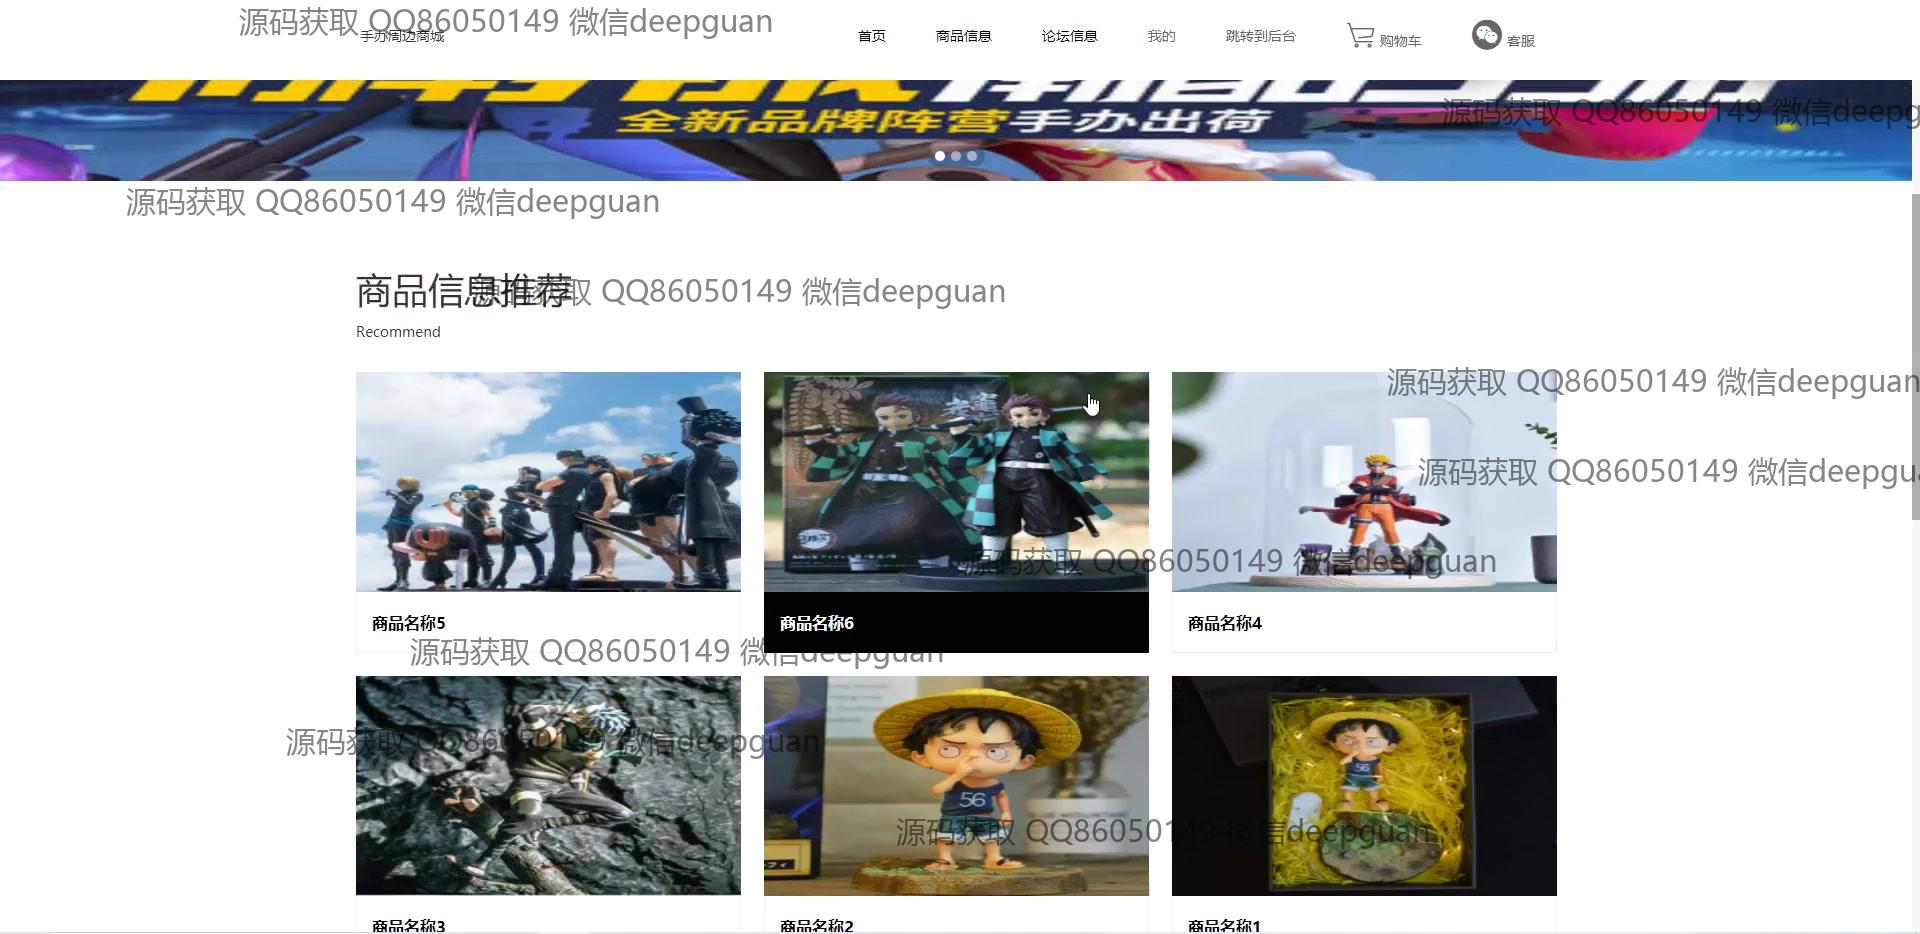 源码获取 QQ86050149 微信deepguan
手办周边商城
首页
商品信息
论坛信息
我的
跳转到后台
购物车
客服
全新品牌阵营手办出荷
源码获取 QQ86050149 微信deepg
源码获取 QQ86050149 微信deepguan
商品信息推荐
源码获取 QQ86050149 微信deepguan
Recommend
源码获取 QQ86050149 微信deepguan
源码获取 QQ86050149 微信deepgu
源码获取 QQ86050149 微信deepguan
商品名称5
商品名称6
商品名称4
源码获取 QQ86050149 微信deepguan
源码获取 QQ86050149 微信deepguan
56
56
源码获取 QQ86050149 微信deepguan
商品名称3
商品名称2
商品名称1